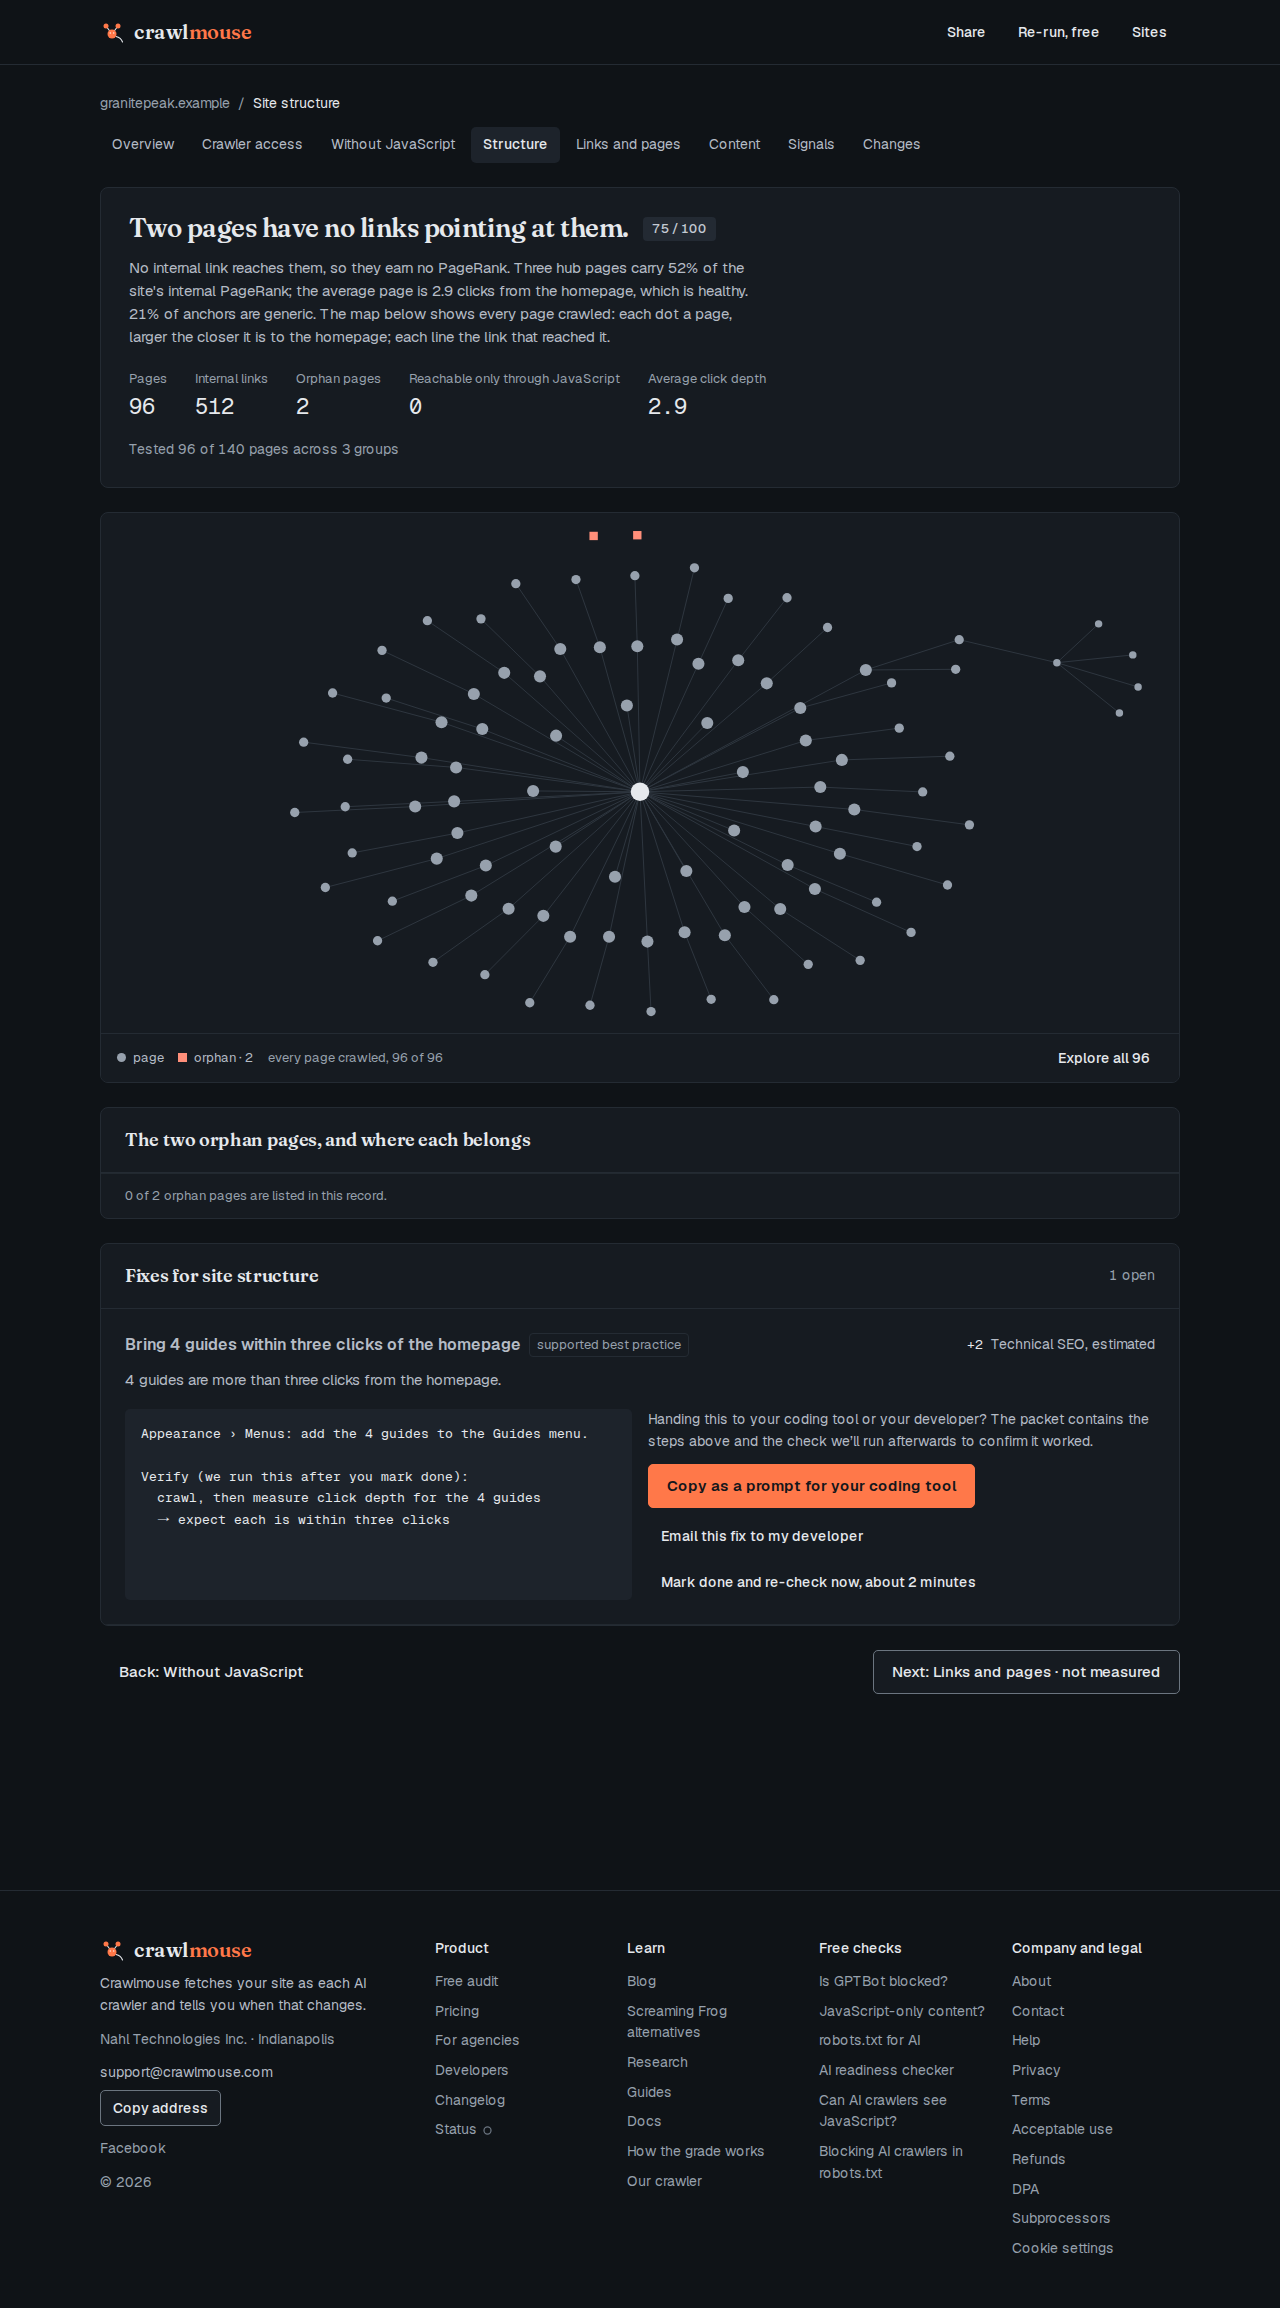 crawlmouse
Share
Re-run, free
Sites
granitepeak.example / Site structure
Overview
Crawler access
Without JavaScript
Structure
Links and pages
Content
Signals
Changes
Two pages have no links pointing at them.
75 / 100
No internal link reaches them, so they earn no PageRank. Three hub pages carry 52% of the
site's internal PageRank; the average page is 2.9 clicks from the homepage, which is healthy.
21% of anchors are generic. The map below shows every page crawled: each dot a page,
larger the closer it is to the homepage; each line the link that reached it.
Pages
96
Internal links
512
Orphan pages
2
Reachable only through JavaScript
0
Average click depth
2.9
Tested 96 of 140 pages across 3 groups
page
orphan · 2
every page crawled, 96 of 96
Explore all 96
The two orphan pages, and where each belongs
0 of 2 orphan pages are listed in this record.
Fixes for site structure
1 open
Bring 4 guides within three clicks of the homepage
supported best practice
+2 Technical SEO, estimated
4 guides are more than three clicks from the homepage.
Appearance › Menus: add the 4 guides to the Guides menu.
Verify (we run this after you mark done):
crawl, then measure click depth for the 4 guides
→ expect each is within three clicks
Handing this to your coding tool or your developer? The packet contains the
steps above and the check we’ll run afterwards to confirm it worked.
Copy as a prompt for your coding tool
Email this fix to my developer
Mark done and re-check now, about 2 minutes
Back: Without JavaScript
Next: Links and pages · not measured
crawlmouse
Crawlmouse fetches your site as each AI
crawler and tells you when that changes.
Nahl Technologies Inc. · Indianapolis
support@crawlmouse.com
Copy address
Facebook
© 2026
Product
Free audit
Pricing
For agencies
Developers
Changelog
Status
Learn
Blog
Screaming Frog
alternatives
Research
Guides
Docs
How the grade works
Our crawler
Free checks
Is GPTBot blocked?
JavaScript-only content?
robots.txt for AI
AI readiness checker
Can AI crawlers see
JavaScript?
Blocking AI crawlers in
robots.txt
Company and legal
About
Contact
Help
Privacy
Terms
Acceptable use
Refunds
DPA
Subprocessors
Cookie settings